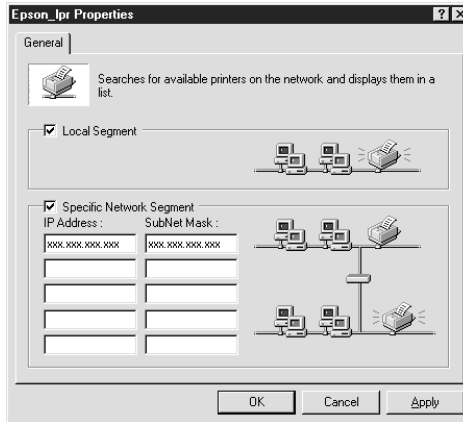 Epson_lpr Properties
General
Searches for available printers on the network and displays them in a
list.
Local Segment
Specific Network Segment
IP Address : SubNet Mask :
xxx.xxx.xxx.xxx xxx.xxx.xxx.xxx
OK Cancel Apply